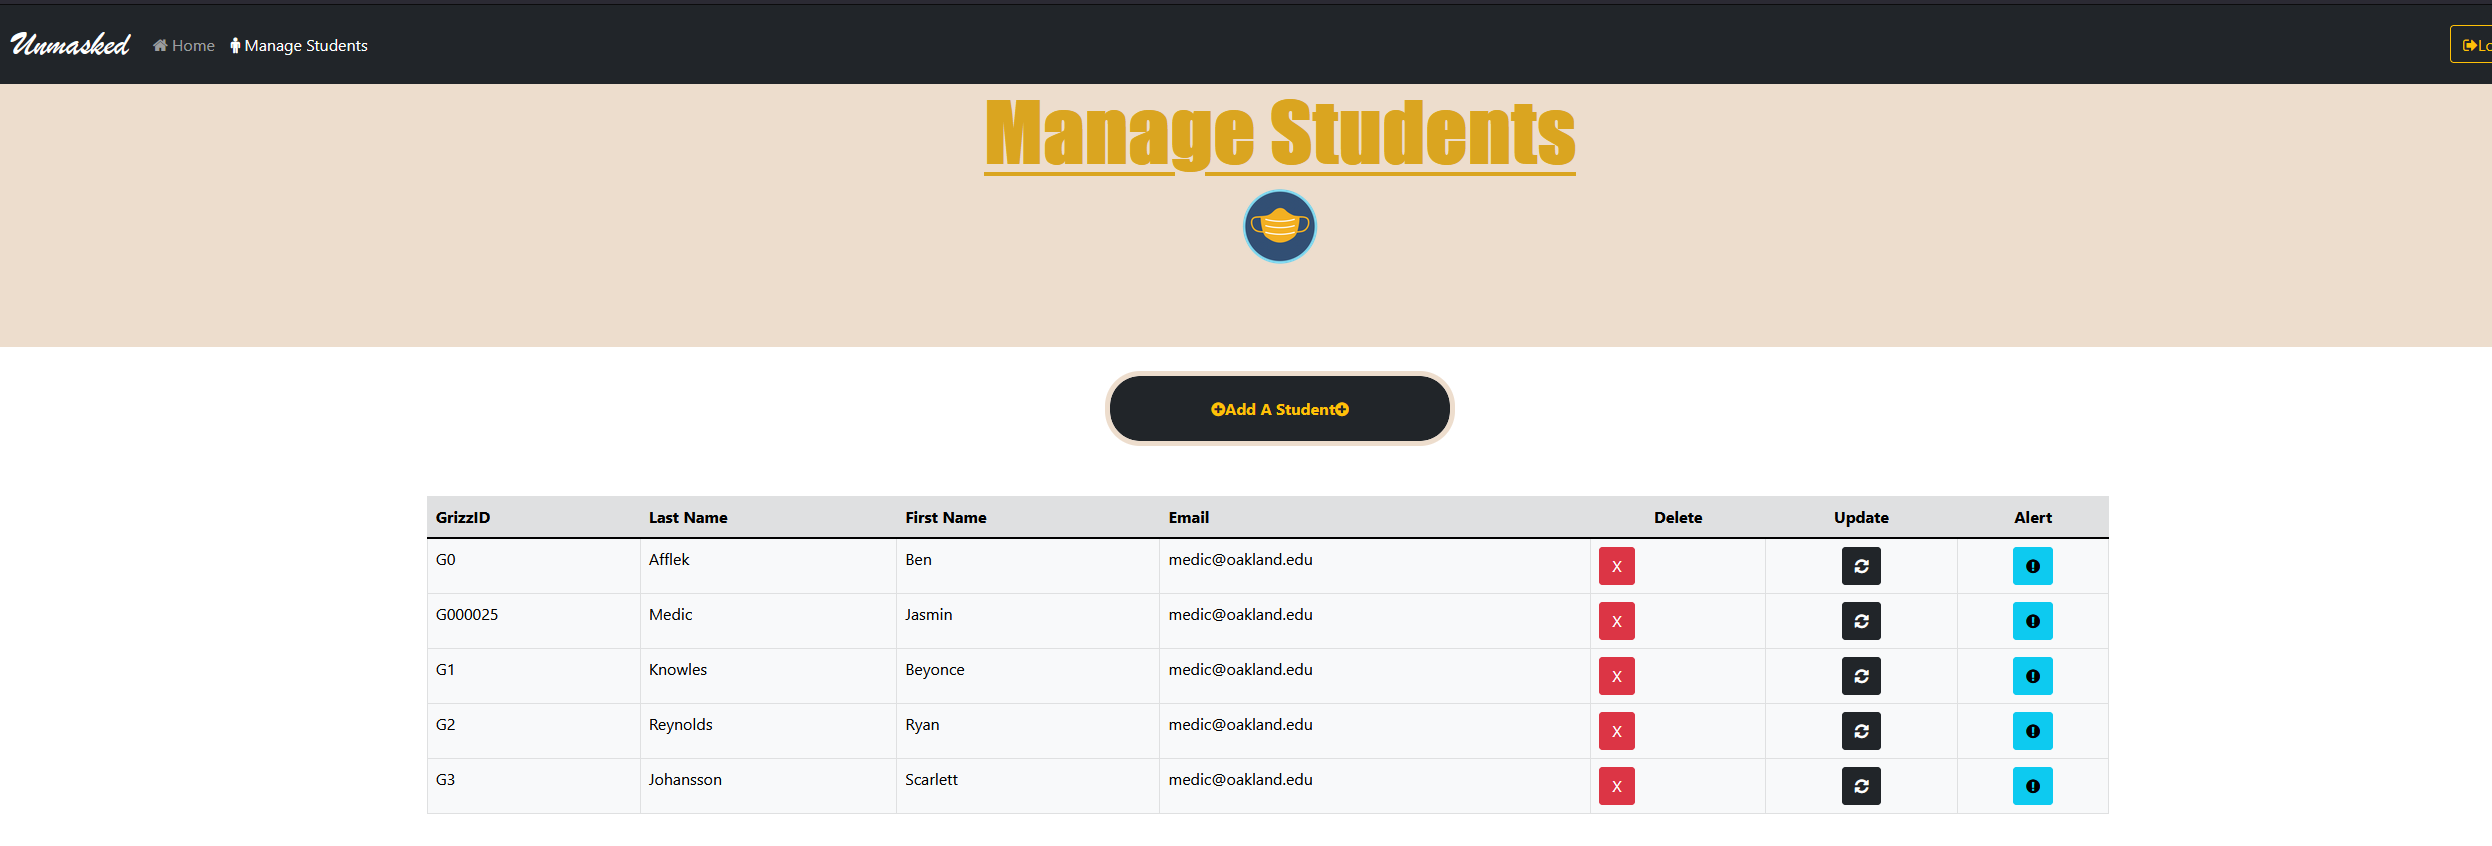 Unmasked Home Manage Students Lo
Manage Students
Add A Student
GrizzID Last Name First Name Email Delete Update Alert
G0 Afflek Ben medic@oakland.edu X
G000025 Medic Jasmin medic@oakland.edu X
G1 Knowles Beyonce medic@oakland.edu X
G2 Reynolds Ryan medic@oakland.edu X
G3 Johansson Scarlett medic@oakland.edu X